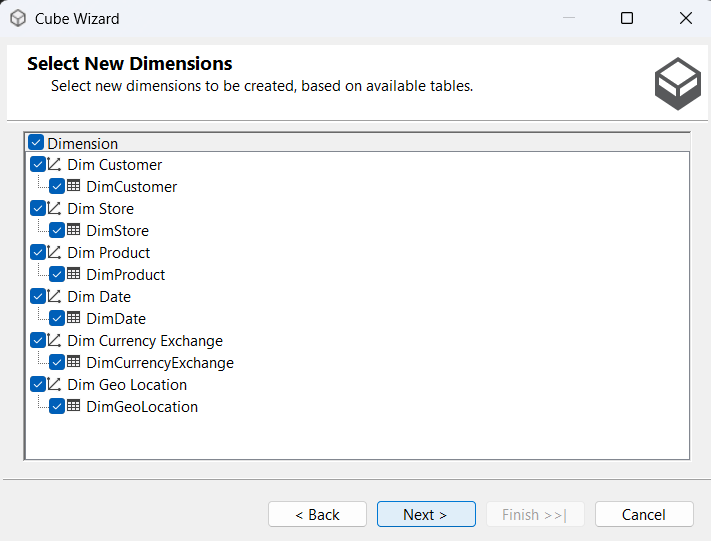 Cube Wizard
Select New Dimensions
Select new dimensions to be created, based on available tables.
Dimension
Dim Customer
DimCustomer
Dim Store
DimStore
Dim Product
DimProduct
Dim Date
DimDate
Dim Currency Exchange
DimCurrencyExchange
Dim Geo Location
DimGeoLocation
< Back Next > Finish >>| Cancel